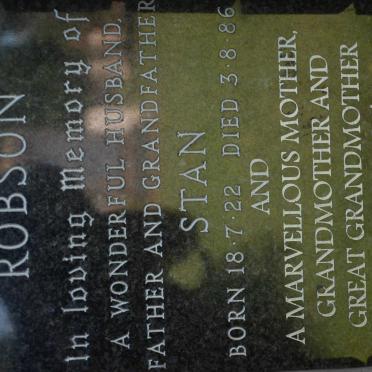 ROBSON
In loving Memory of
A WONDERFUL HUSBAND,
FATHER AND GRANDFATHER
STAN
BORN 18·7·22 DIED 3·8·86
AND
A MARVELLOUS MOTHER,
GRANDMOTHER AND
GREAT GRANDMOTHER